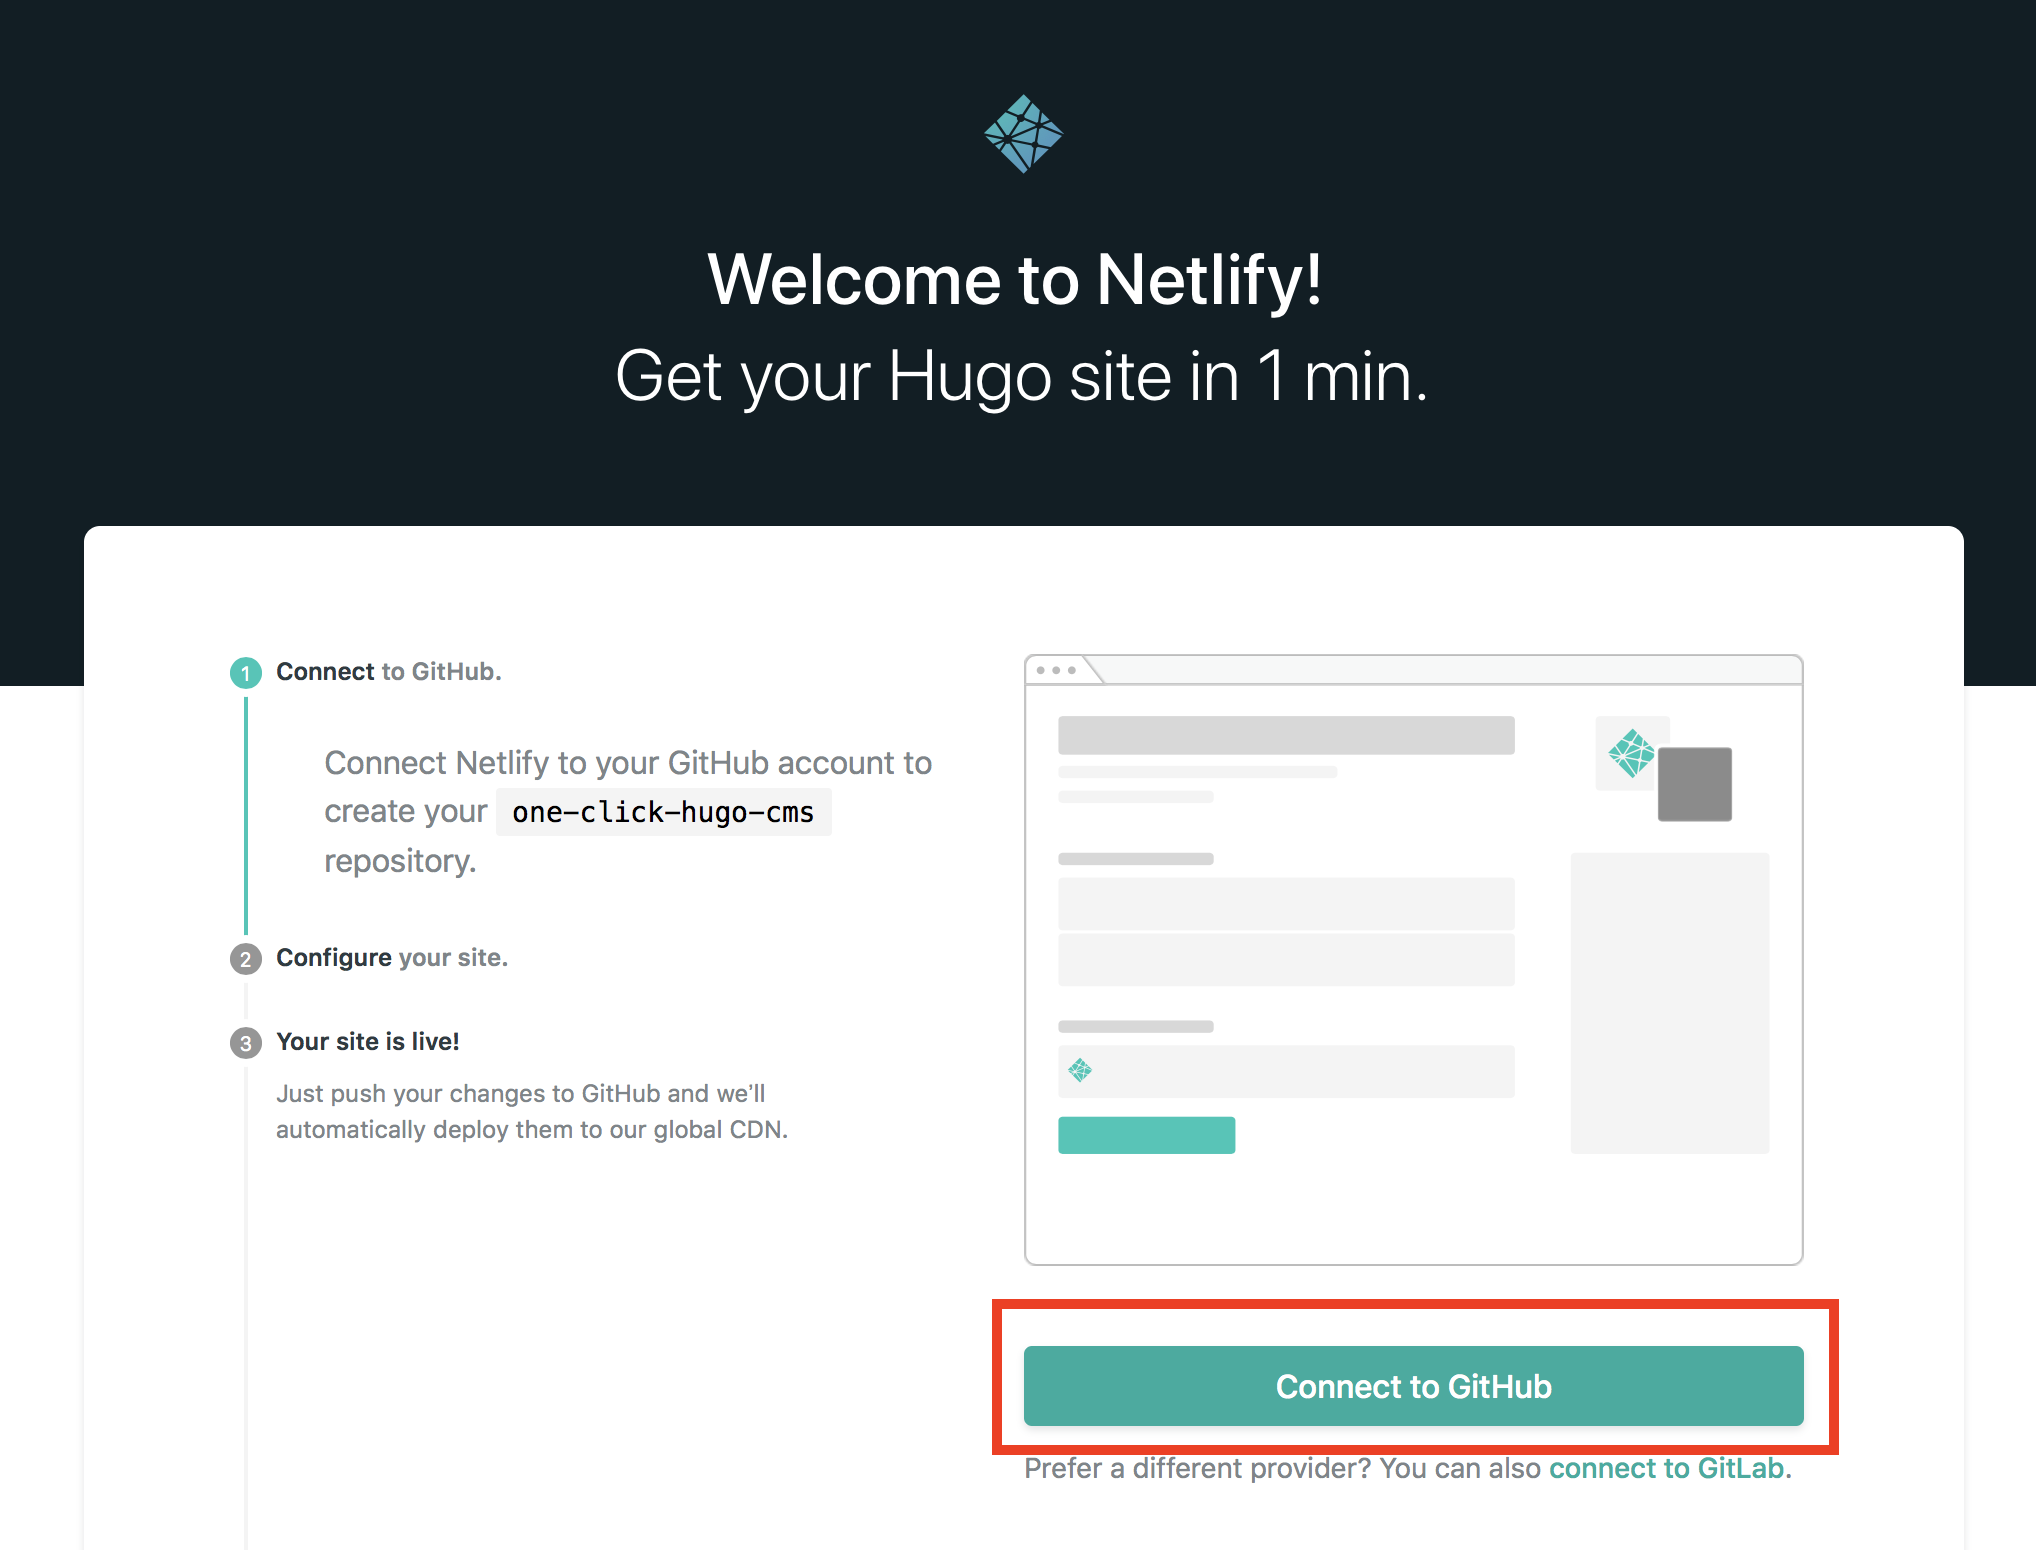 Welcome to Netlify!
Get your Hugo site in 1 min.
1 Connect to GitHub.
Connect Netlify to your GitHub account to
create your one-click-hugo-cms
repository.
2 Configure your site.
3 Your site is live!
Just push your changes to GitHub and we’ll
automatically deploy them to our global CDN.
Connect to GitHub
Prefer a different provider? You can also connect to GitLab.